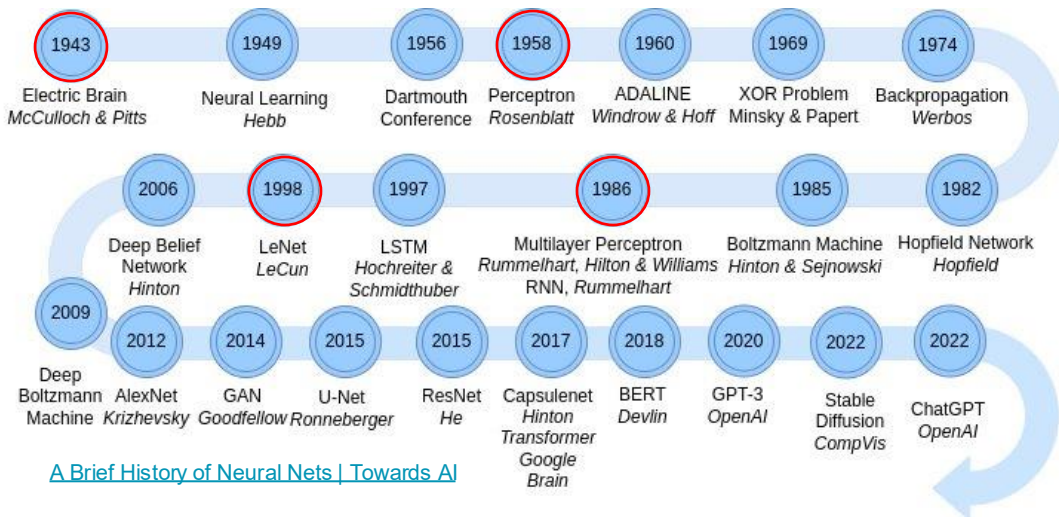 1943
Electric Brain
McCulloch & Pitts
1949
Neural Learning
Hebb
1956
Dartmouth
Conference
1958
Perceptron
Rosenblatt
1960
ADALINE
Windrow & Hoff
1969
XOR Problem
Minsky & Papert
1974
Backpropagation
Werbos
1982
Hopfield Network
Hopfield
1985
Boltzmann Machine
Hinton & Sejnowski
1986
Multilayer Perceptron
Rummelhart, Hilton & Williams
RNN, Rummelhart
1997
LSTM
Hochreiter &
Schmidthuber
1998
LeNet
LeCun
2006
Deep Belief
Network
Hinton
2009
Deep
Boltzmann
Machine
2012
AlexNet
Krizhevsky
2014
GAN
Goodfellow
2015
U-Net
Ronneberger
2015
ResNet
He
2017
Capsulenet
Hinton
Transformer
Google
Brain
2018
BERT
Devlin
2020
GPT-3
OpenAI
2022
Stable
Diffusion
CompVis
2022
ChatGPT
OpenAI
A Brief History of Neural Nets | Towards AI